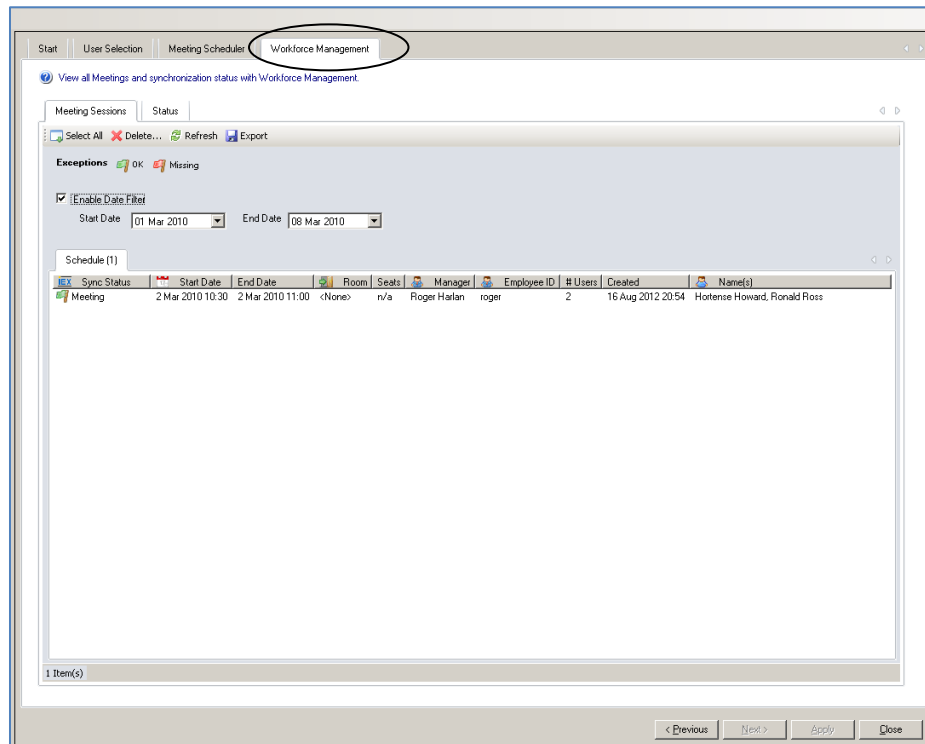 Start User Selection Meeting Scheduler Workforce Management
View all Meetings and synchronization status with Workforce Management.
Meeting Sessions Status
Select All Delete... Refresh Export
Exceptions OK Missing
Enable Date Filter
Start Date 01 Mar 2010 End Date 08 Mar 2010
Schedule (1)
IEX Sync Status Start Date End Date Room Seats Manager Employee ID # Users Created Name(s)
Meeting 2 Mar 2010 10:30 2 Mar 2010 11:00 <None> n/a Roger Harlan roger 2 16 Aug 2012 20:54 Hortense Howard, Ronald Ross
1 Item(s)
< Previous Next > Apply Close